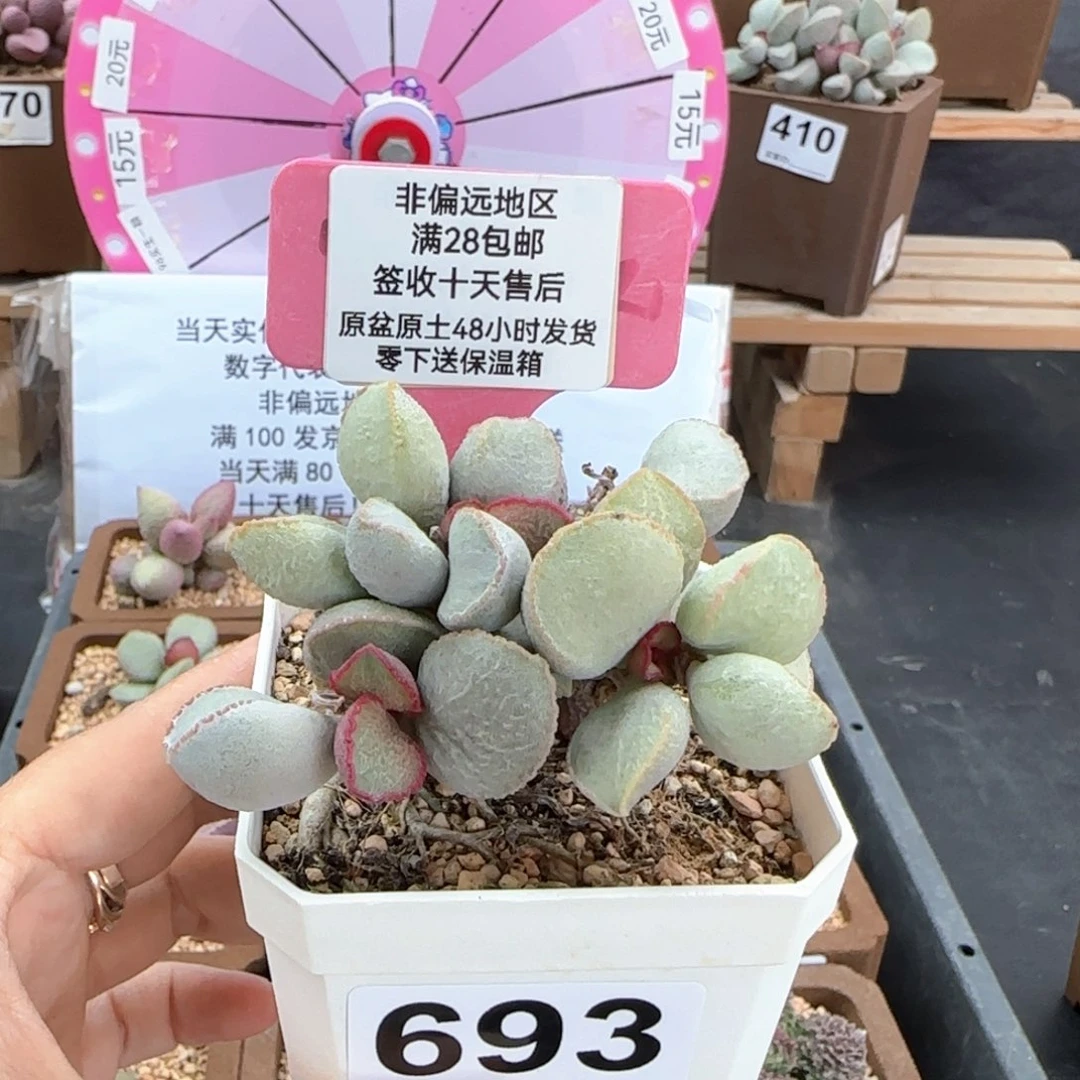 20元
20元
15元
15元
70
410
非偏远地区
满28包邮
签收十天售后
原盆原土48小时发货
零下送保温箱
当天实
数字代
非偏远地
满 100 发京
当天满 80
十天售后
693